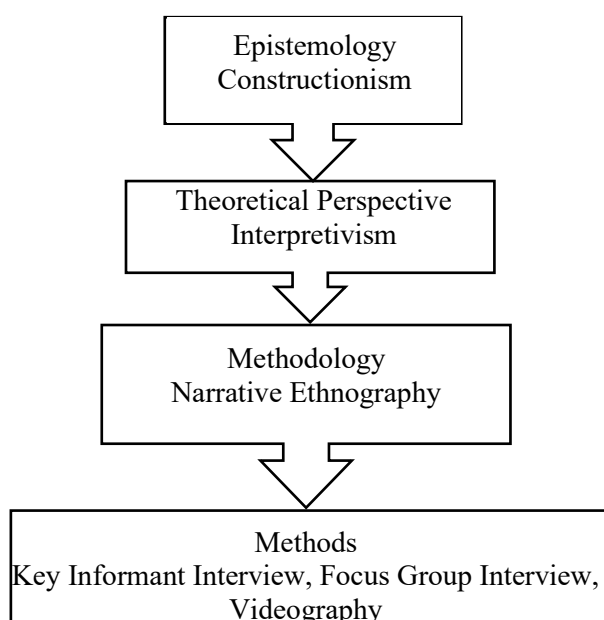 Epistemology
Constructionism
Theoretical Perspective
Interpretivism
Methodology
Narrative Ethnography
Methods
Key Informant Interview, Focus Group Interview,
Videography